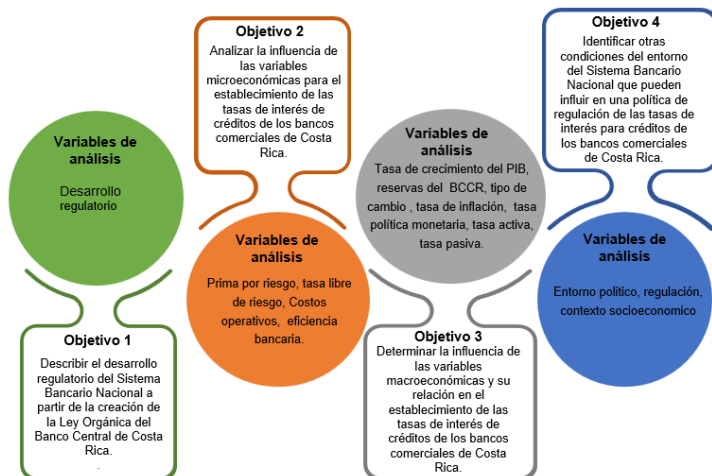 Objetivo 1
Describir el desarrollo
regulatorio del Sistema
Bancario Nacional a
partir de la creación de
la Ley Orgánica del
Banco Central de Costa
Rica.
.
Variables de
análisis
Desarrollo
regulatorio
Objetivo 2
Analizar la influencia de
las variables
microeconómicas para el
establecimiento de las
tasas de interés de
créditos de los bancos
comerciales de Costa
Rica.
Variables de
análisis
Prima por riesgo, tasa libre
de riesgo, Costos
operativos, eficiencia
bancaria.
Objetivo 3
Determinar la influencia de
las variables
macroeconómicas y su
relación en el
establecimiento de las
tasas de interés de
créditos de los bancos
comerciales de Costa
Rica.
Variables de
análisis
Tasa de crecimiento del PIB,
reservas del BCCR, tipo de
cambio , tasa de inflación, tasa
política monetaria, tasa activa,
tasa pasiva.
Objetivo 4
Identificar otras
condiciones del entorno
del Sistema Bancario
Nacional que pueden
influir en una política de
regulación de las tasas de
interés para créditos de
los bancos comerciales
de Costa Rica.
Variables de
análisis
Entorno politico, regulación,
contexto socioeconomico